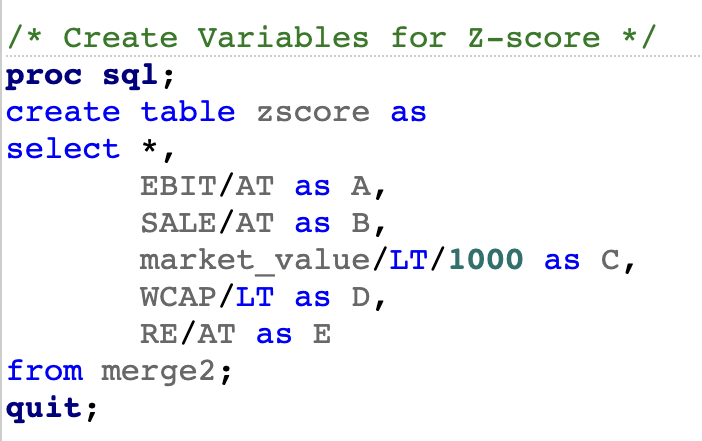 /* Create Variables for Z-score */
proc sql;
create table zscore as
select *,
EBIT/AT as A,
SALE/AT as B,
market_value/LT/1000 as C,
WCAP/LT as D,
RE/AT as E
from merge2;
quit;